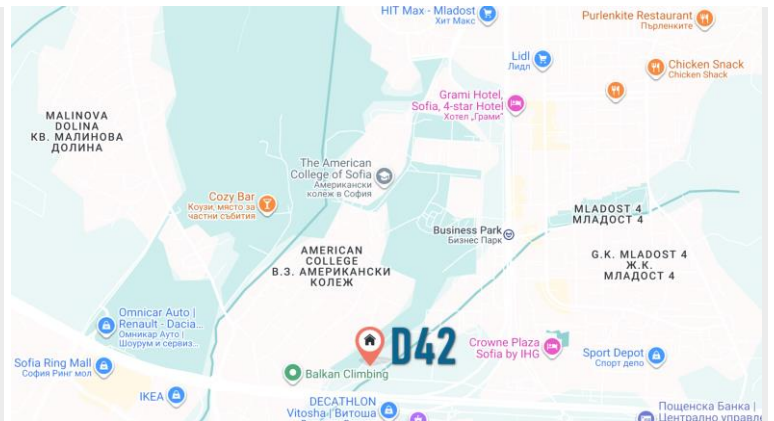 HIT Max - Mladost
Хит Макс
Purlenkite Restaurant
Пърленките
Lidl
Лидл
Chicken Snack
Chicken Shack
Grami Hotel,
Sofia, 4-star Hotel
Хотел „Грами“
MALINOVA
DOLINA
КВ. МАЛИНОВА
ДОЛИНА
The American
College of Sofia
Американски
колеж в София
Cozy Bar
Коузи, място за
частни събития
MLADOST 4
МЛАДОСТ 4
Business Park
Бизнес Парк
AMERICAN
COLLEGE
В.З. АМЕРИКАНСКИ
КОЛЕЖ
G.K. MLADOST 4
Ж.К.
МЛАДОСТ 4
Omnicar Auto |
Renault - Dacia...
Омникар Ауто |
Шоурум и сервиз...
D42
Crowne Plaza
Sofia by IHG
Sport Depot
Спорт депо
Sofia Ring Mall
София Ринг мол
Balkan Climbing
IKEA
DECATHLON
Vitosha | Витоша
Пощенска Банка |
Централно управле